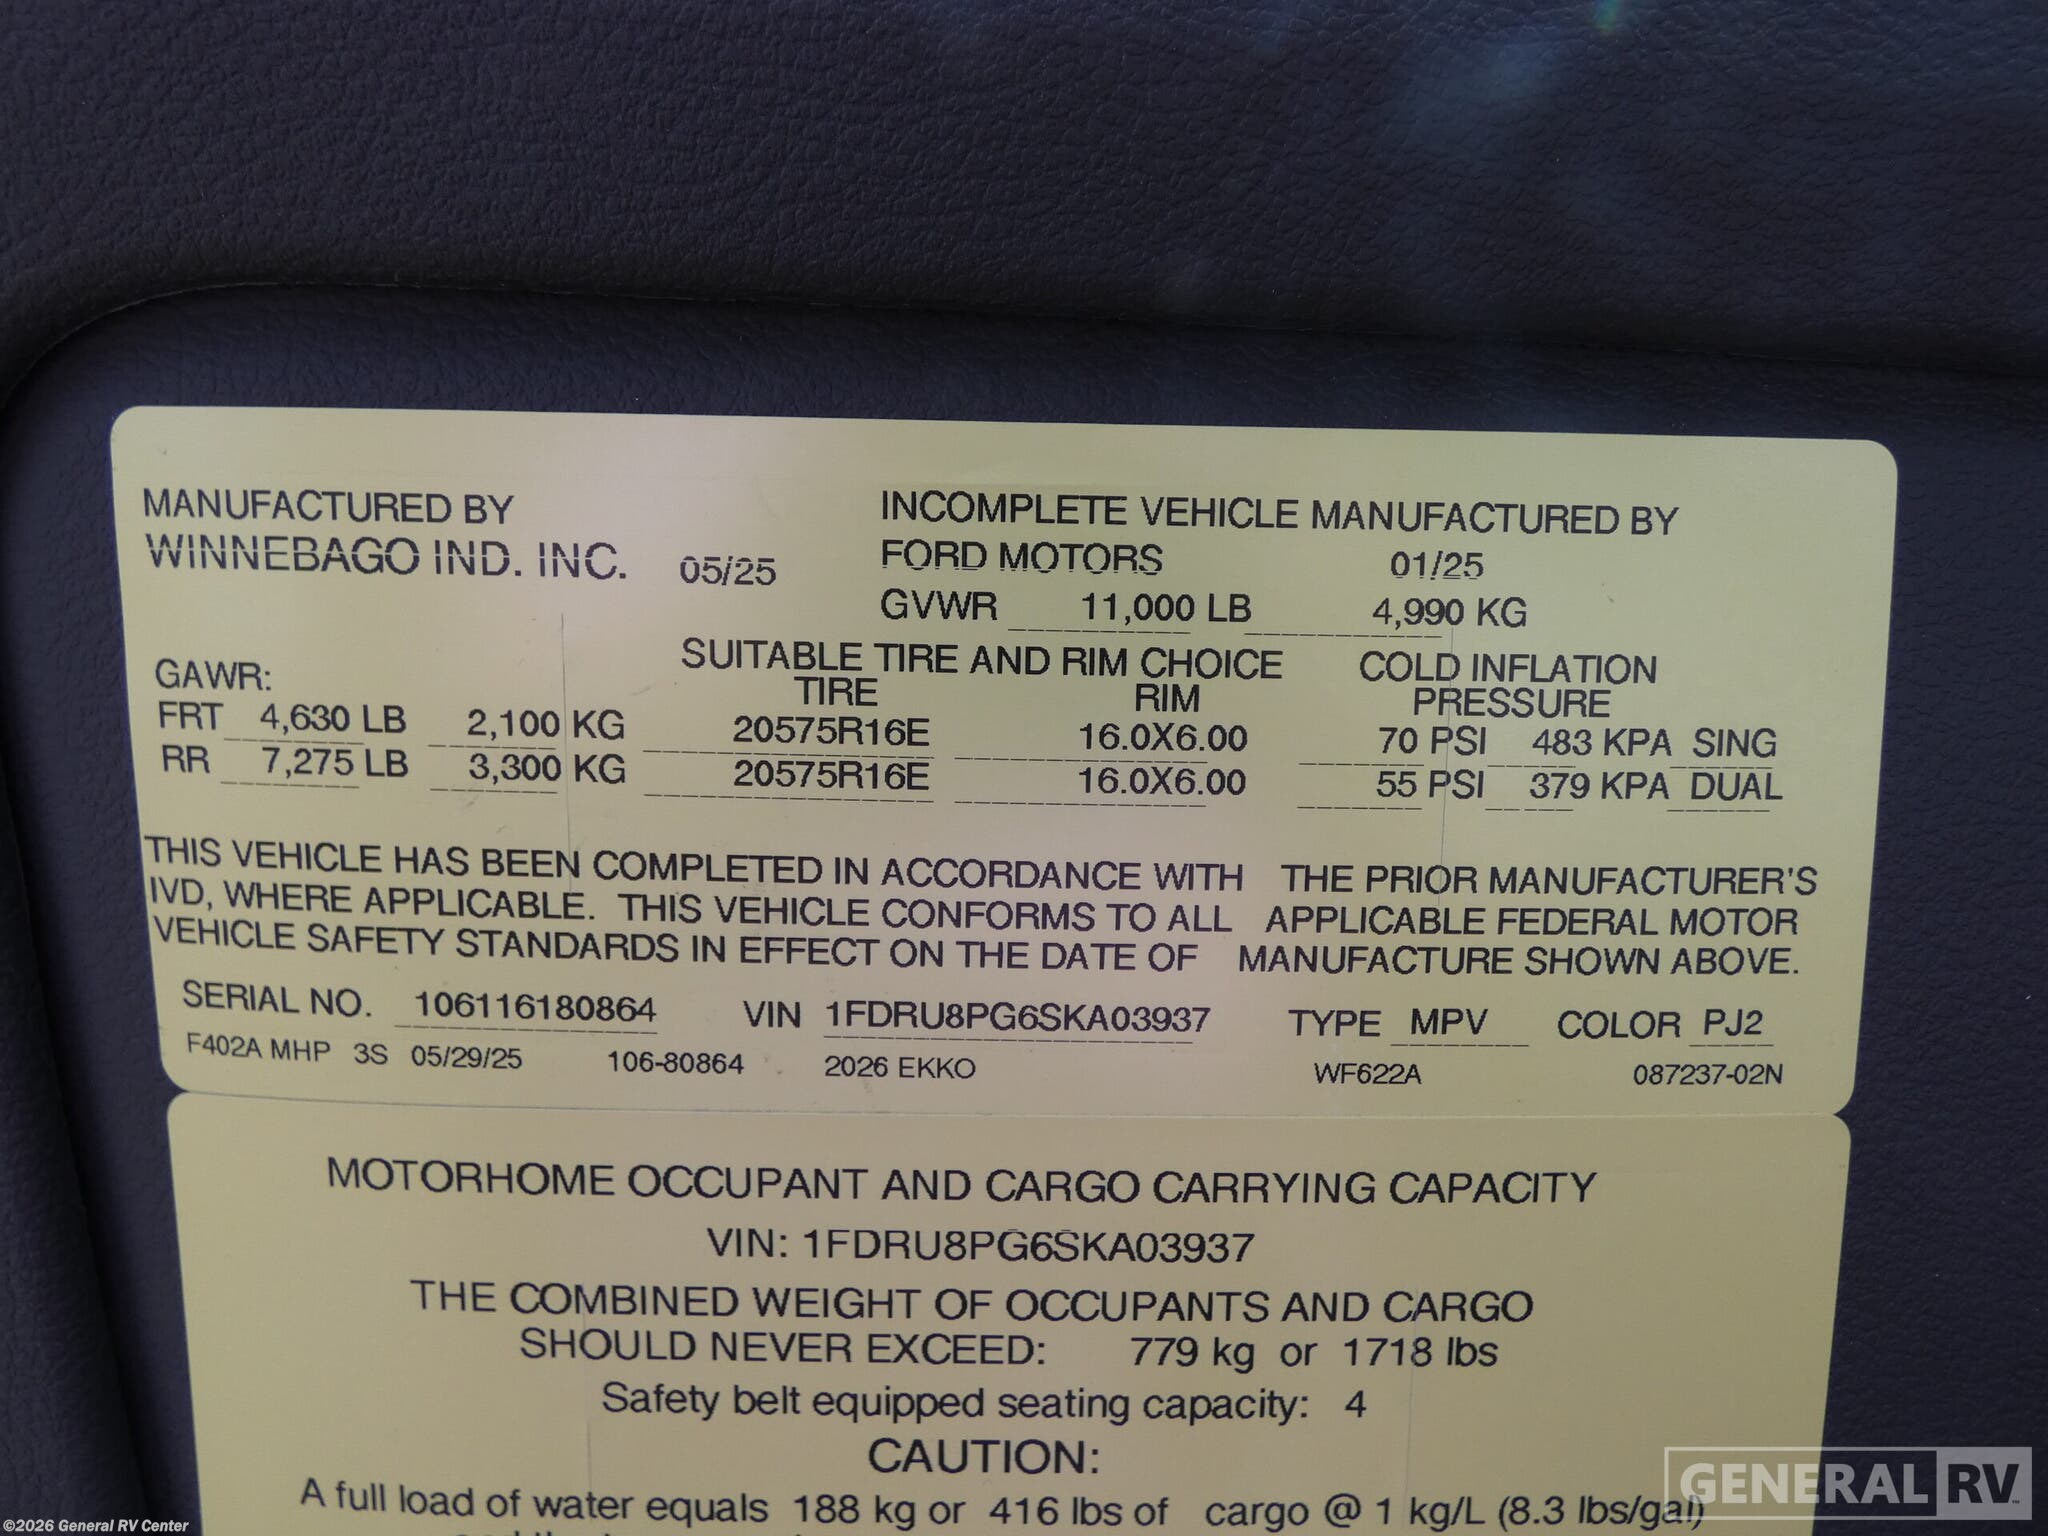 MANUFACTURED BY
WINNEBAGO IND. INC. 05/25
INCOMPLETE VEHICLE MANUFACTURED BY
FORD MOTORS 01/25
GVWR 11,000 LB 4,990 KG
SUITABLE TIRE AND RIM CHOICE COLD INFLATION
GAWR: TIRE RIM PRESSURE
FRT 4,630 LB 2,100 KG 20575R16E 16.0X6.00 70 PSI 483 KPA SING
RR 7,275 LB 3,300 KG 20575R16E 16.0X6.00 55 PSI 379 KPA DUAL
THIS VEHICLE HAS BEEN COMPLETED IN ACCORDANCE WITH THE PRIOR MANUFACTURER'S
IVD, WHERE APPLICABLE. THIS VEHICLE CONFORMS TO ALL APPLICABLE FEDERAL MOTOR
VEHICLE SAFETY STANDARDS IN EFFECT ON THE DATE OF MANUFACTURE SHOWN ABOVE.
SERIAL NO. 106116180864 VIN 1FDRU8PG6SKA03937 TYPE MPV COLOR PJ2
F402A MHP 3S 05/29/25 106-80864 2026 EKKO WF622A 087237-02N
MOTORHOME OCCUPANT AND CARGO CARRYING CAPACITY
VIN: 1FDRU8PG6SKA03937
THE COMBINED WEIGHT OF OCCUPANTS AND CARGO
SHOULD NEVER EXCEED: 779 kg or 1718 lbs
Safety belt equipped seating capacity: 4
CAUTION:
A full load of water equals 188 kg or 416 lbs of cargo @ 1 kg/L (8.3 lbs/gal)
GENERAL RV
©2026 General RV Center